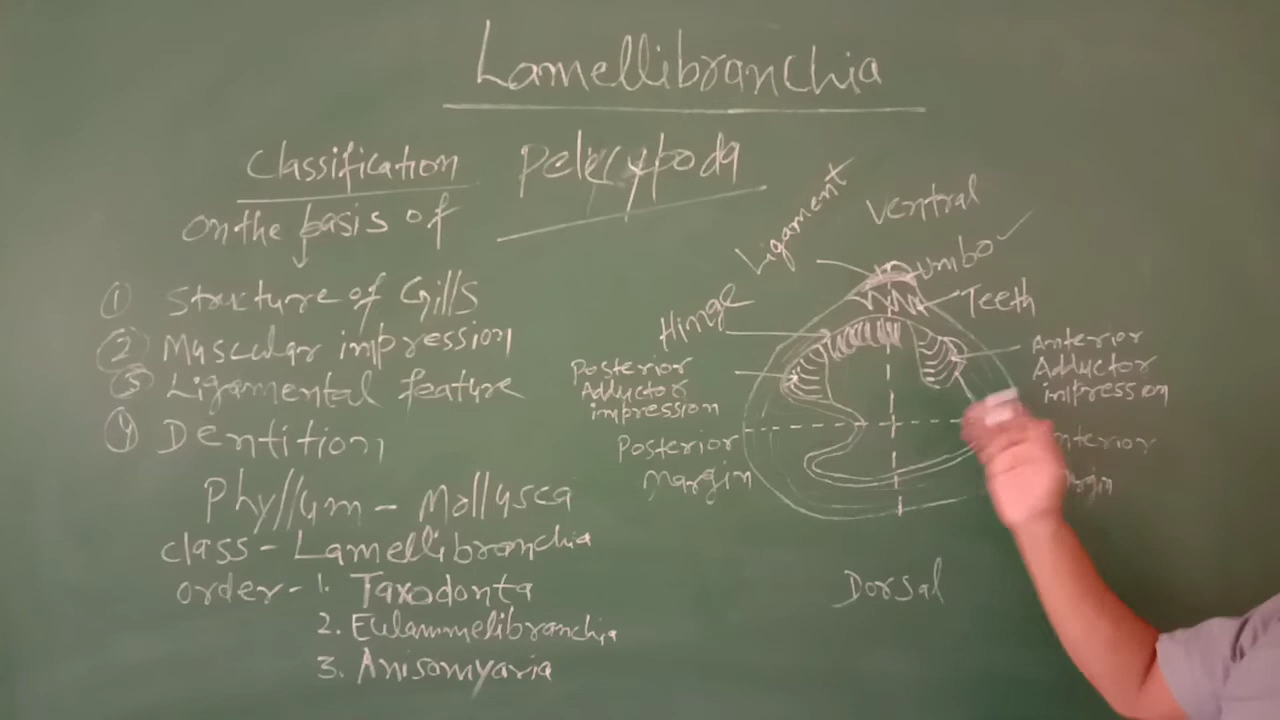 Lamellibranchia
Classification
Pelecypoda
on the basis of
① Structure of Gills
② Muscular impression
③ Ligamental feature
④ Dentition
Phyllum - Mollusca
class - Lamellibranchia
order - 1. Taxodonta
2. Eulammelibranchia
3. Anisomyaria
Ventral
Ligament
umbo
Teeth
Hinge
Anterior
Adductor
impression
Posterior
Adductor
impression
Posterior
margin
Dorsal